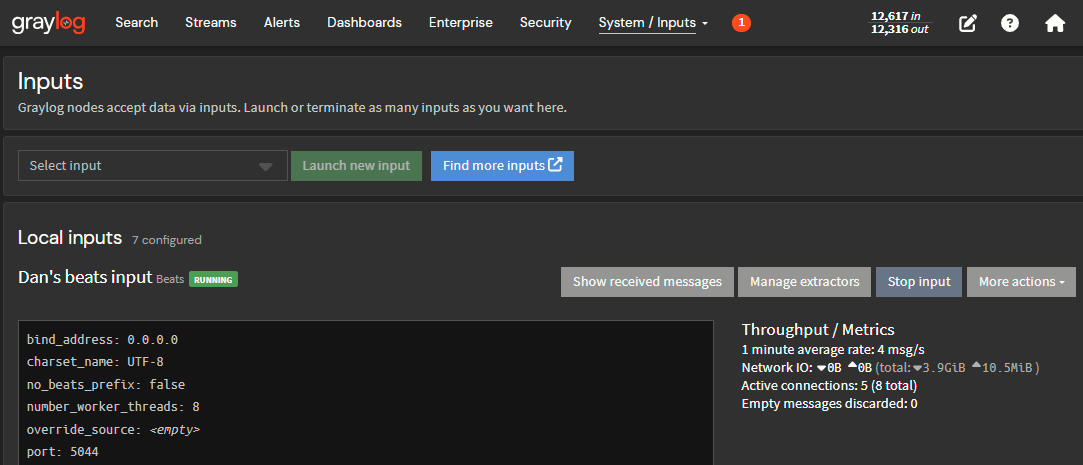 graylog Search Streams Alerts Dashboards Enterprise Security System / Inputs 1 12,617 in
12,316 out
Inputs
Graylog nodes accept data via inputs. Launch or terminate as many inputs as you want here.
Select input Launch new input Find more inputs
Local inputs 7 configured
Dan's beats input Beats RUNNING Show received messages Manage extractors Stop input More actions
bind_address: 0.0.0.0
charset_name: UTF-8
no_beats_prefix: false
number_worker_threads: 8
override_source: <empty>
port: 5044
Throughput / Metrics
1 minute average rate: 4 msg/s
Network IO: 0B 0B (total: 3.9GiB 10.5MiB )
Active connections: 5 (8 total)
Empty messages discarded: 0